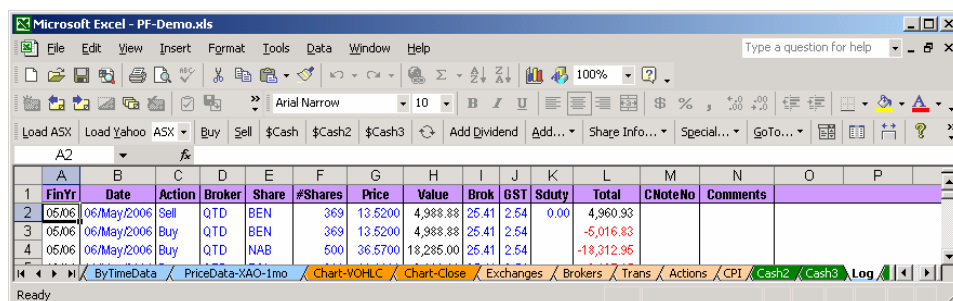 Microsoft Excel - PF-Demo.xls
File Edit View Insert Format Tools Data Window Help Type a question for help
100%
Arial Narrow 10 B I U $ % ,
Load ASX Load Yahoo ASX Buy Sell $Cash $Cash2 $Cash3 Add Dividend Add... Share Info... Special... GoTo...
A2 fx
A B C D E F G H I J K L M N O P
1 FinYr Date Action Broker Share #Shares Price Value Brok GST Sduty Total CNoteNo Comments
2 05/06 06/May/2006 Sell QTD BEN 369 13.5200 4,988.88 25.41 2.54 0.00 4,960.93
3 05/06 06/May/2006 Buy QTD BEN 369 13.5200 4,988.88 25.41 2.54 -5,016.83
4 05/06 06/May/2006 Buy QTD NAB 500 36.5700 18,285.00 25.41 2.54 -18,312.95
ByTimeData PriceData-XAO-1mo Chart-VOHLC Chart-Close Exchanges Brokers Trans Actions CPI Cash2 Cash3 Log
Ready